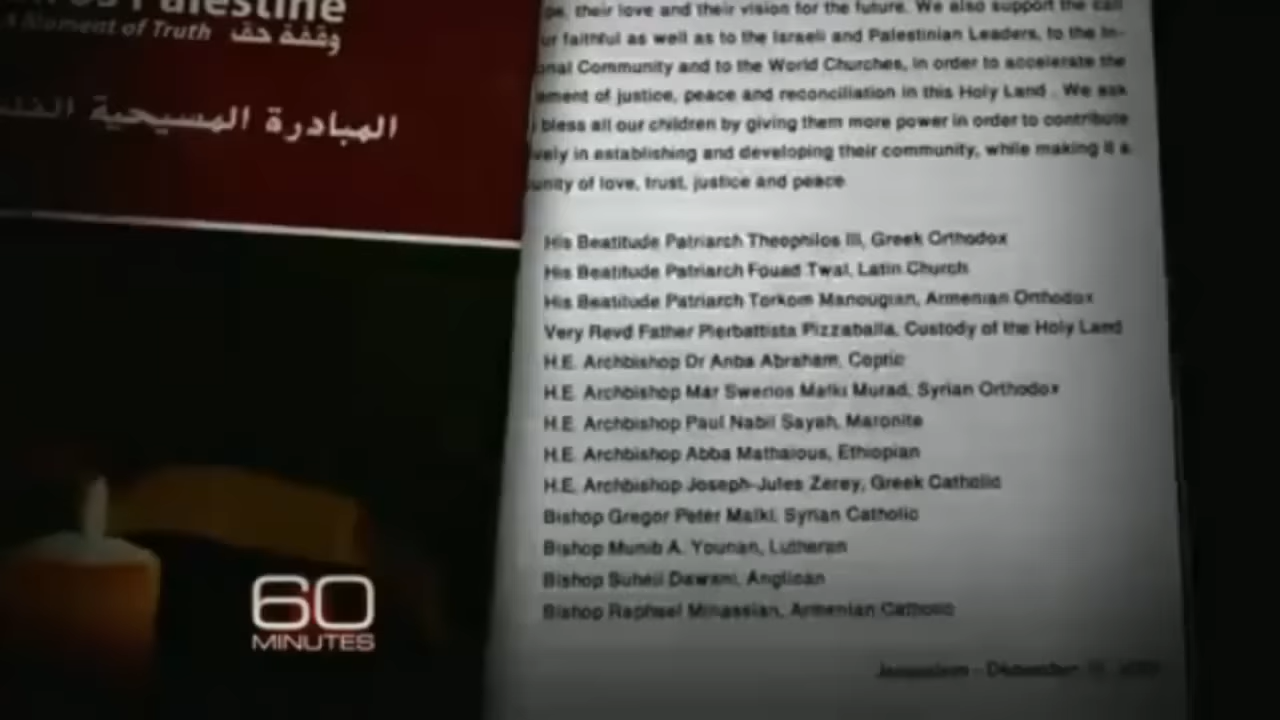 Palestine
Moment of Truth وقفة حق
المبادرة المسيحية
their love and their vision for the future. We also support the call
faithful as well as to the Israeli and Palestinian Leaders, to the In-
Community and to the World Churches, in order to accelerate the
of justice, peace and reconciliation in this Holy Land . We ask
bless all our children by giving them more power in order to contribute
in establishing and developing their community, while making it a
of love, trust, justice and peace
His Beatitude Patriarch Theophilos III, Greek Orthodox
His Beatitude Patriarch Fouad Twal, Latin Church
His Beatitude Patriarch Torkom Manougian, Armenian Orthodox
Very Revd Father Pierbattista Pizzaballa, Custody of the Holy Land
H.E. Archbishop Dr Anba Abraham, Coptic
H.E. Archbishop Mar Swerios Malki Murad, Syrian Orthodox
H.E. Archbishop Paul Nabil Sayah, Maronite
H.E. Archbishop Abba Mathaious, Ethiopian
H.E. Archbishop Joseph-Jules Zerey, Greek Catholic
Bishop Gregor Peter Malki, Syrian Catholic
Bishop Munib A. Younan, Lutheran
Bishop Suheil Dawani, Anglican
Bishop Raphael Minassian, Armenian Catholic
Jerusalem - December
60
MINUTES